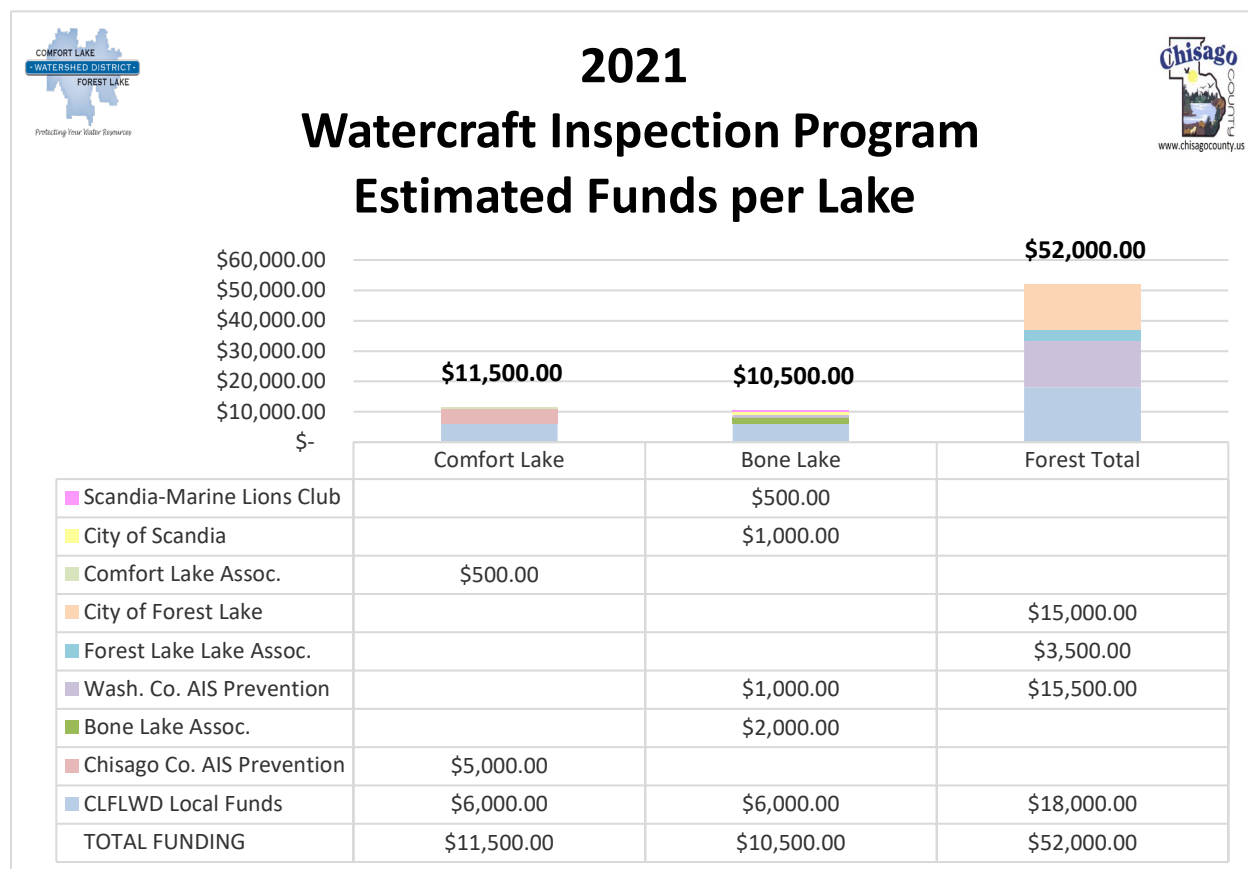 COMFORT LAKE
-WATERSHED DISTRICT-
FOREST LAKE
Protecting Your Water Resources
2021
Watercraft Inspection Program
Estimated Funds per Lake
Chisago
COUNTY
www.chisagocounty.us
$60,000.00
$50,000.00
$40,000.00
$30,000.00
$20,000.00
$10,000.00
$-
$11,500.00
$10,500.00
$52,000.00
Comfort Lake Bone Lake Forest Total
Scandia-Marine Lions Club $500.00
City of Scandia $1,000.00
Comfort Lake Assoc. $500.00
City of Forest Lake $15,000.00
Forest Lake Lake Assoc. $3,500.00
Wash. Co. AIS Prevention $1,000.00 $15,500.00
Bone Lake Assoc. $2,000.00
Chisago Co. AIS Prevention $5,000.00
CLFLWD Local Funds $6,000.00 $6,000.00 $18,000.00
TOTAL FUNDING $11,500.00 $10,500.00 $52,000.00